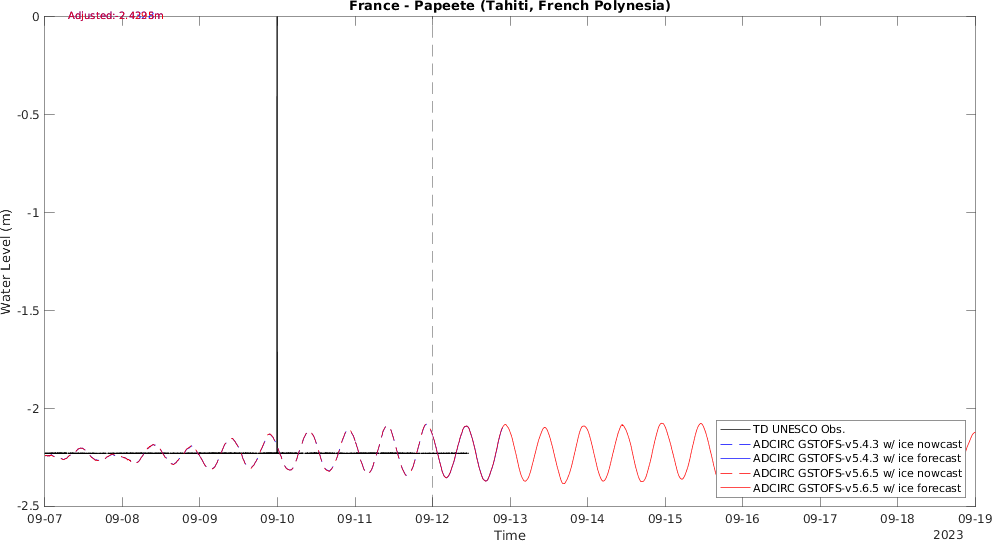 France - Papeete (Tahiti, French Polynesia)
Adjusted:
0
-0.5
-1
-1.5
-2
-2.5
Water Level (m)
TD UNESCO Obs.
ADCIRC GSTOFS-v5.4.3 w/ ice nowcast
ADCIRC GSTOFS-v5.4.3 w/ ice forecast
ADCIRC GSTOFS-v5.6.5 w/ ice nowcast
ADCIRC GSTOFS-v5.6.5 w/ ice forecast
09-07 09-08 09-09 09-10 09-11 09-12 09-13 09-14 09-15 09-16 09-17 09-18 09-19
Time
2023